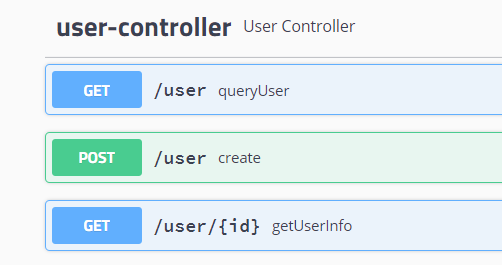 user-controller User Controller
GET /user queryUser
POST /user create
GET /user/{id} getUserInfo